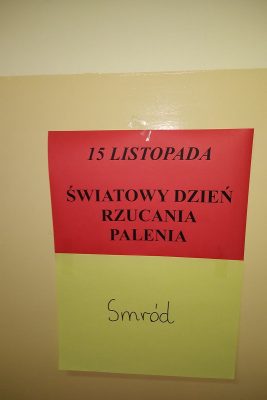 15 LISTOPADA
ŚWIATOWY DZIEŃ
RZUCANIA
PALENIA
Smród